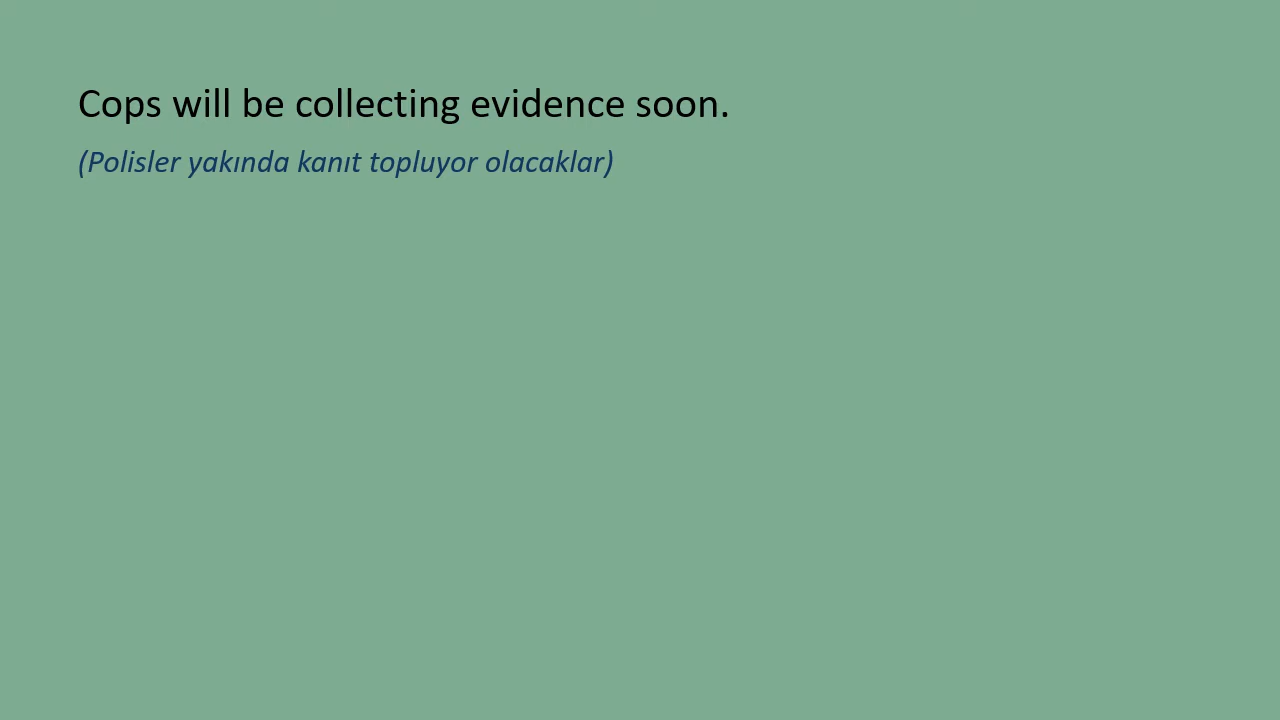 Cops will be collecting evidence soon.
(Polisler yakında kanıt topluyor olacaklar)